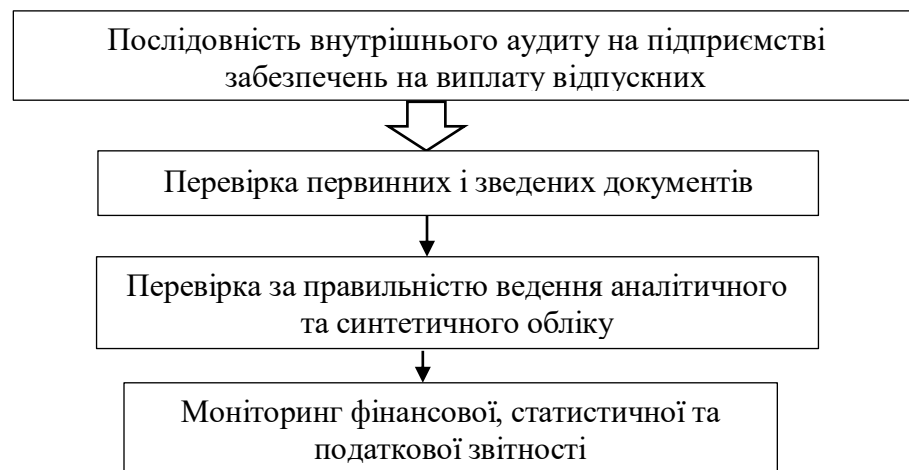 Послідовність внутрішнього аудиту на підприємстві
забезпечень на виплату відпускних
Перевірка первинних і зведених документів
Перевірка за правильністю ведення аналітичного
та синтетичного обліку
Моніторинг фінансової, статистичної та
податкової звітності